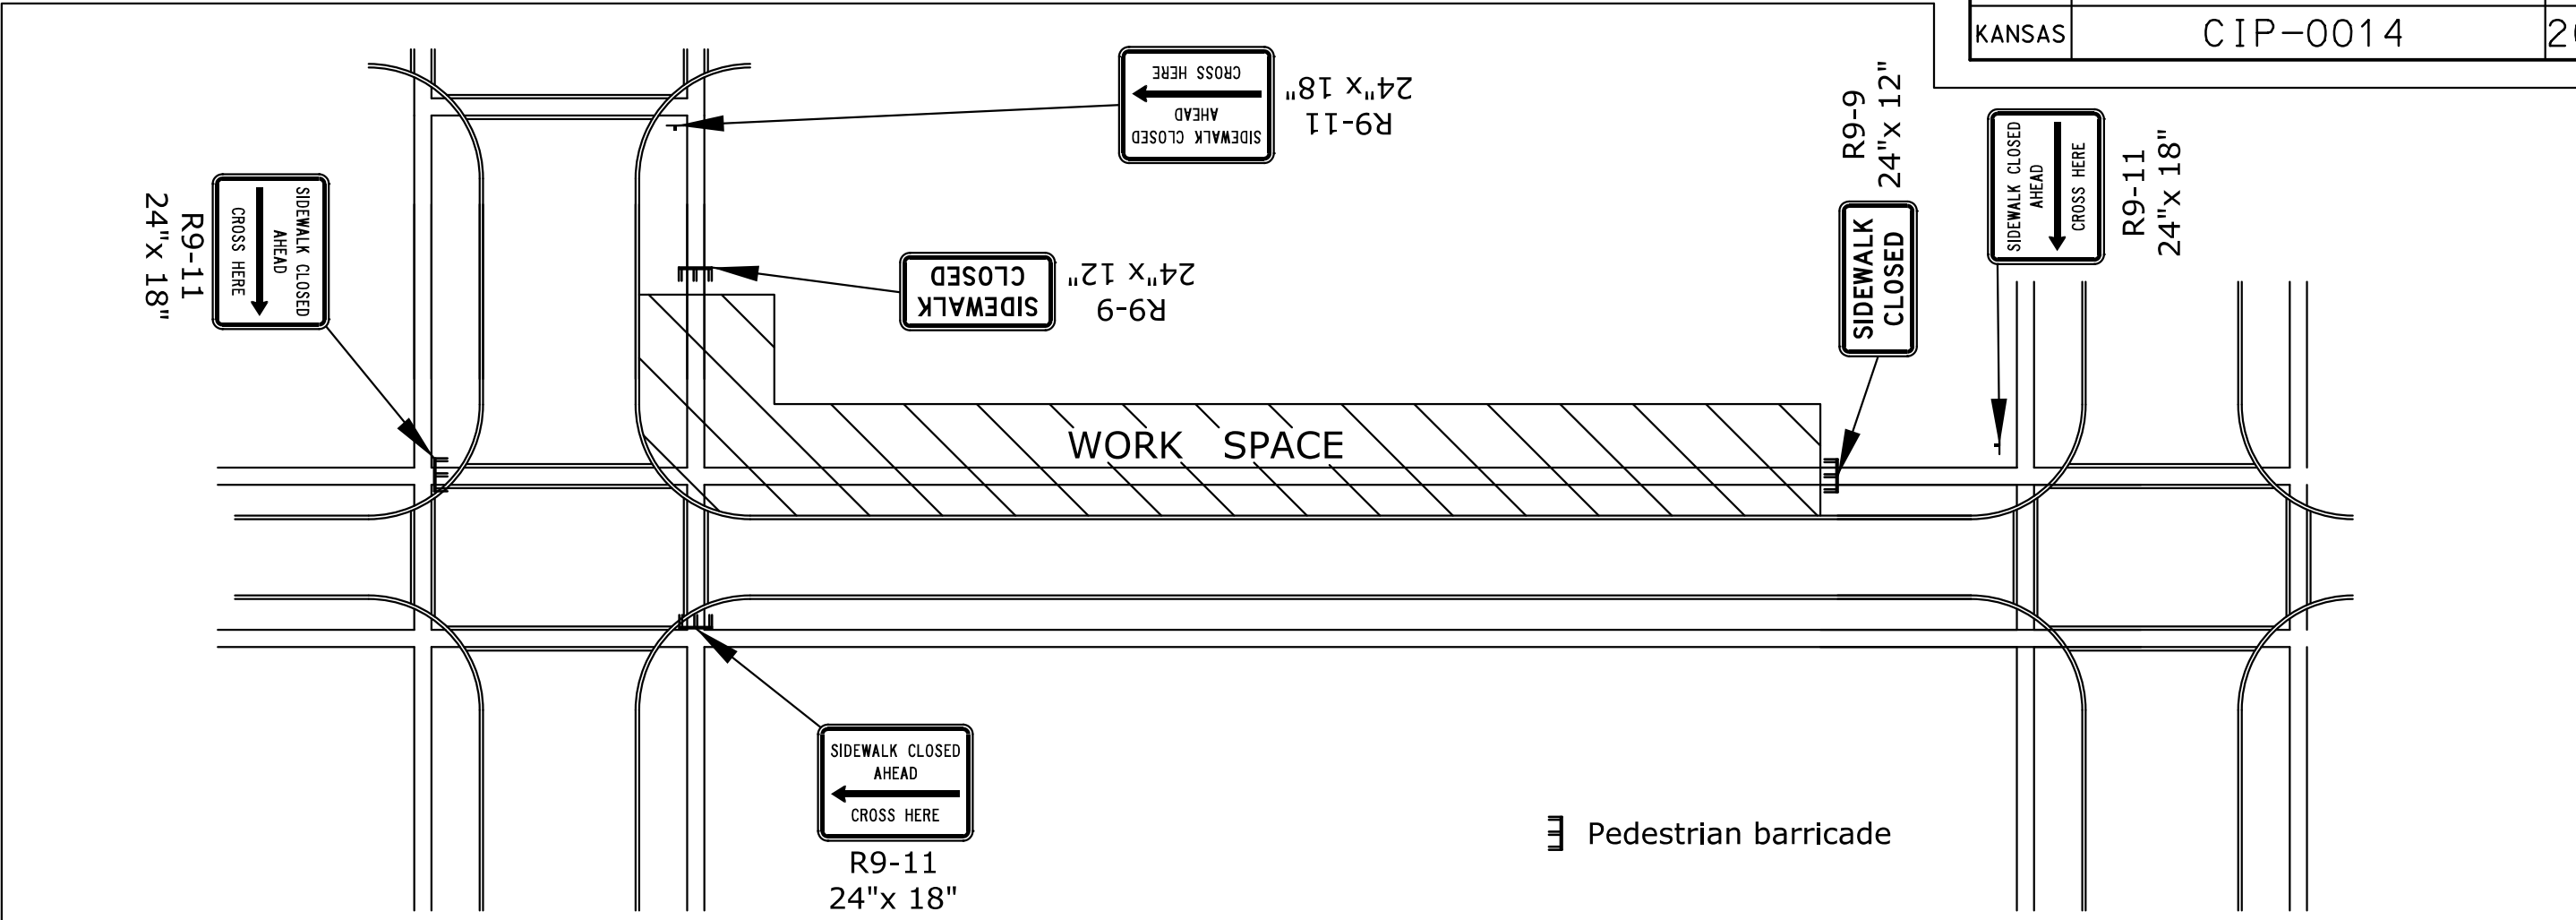 KANSAS
CIP-0014
SIDEWALK CLOSED
AHEAD
CROSS HERE
R9-11
24"x 18"
SIDEWALK CLOSED
AHEAD
CROSS HERE
R9-11
24"x 18"
SIDEWALK
CLOSED
R9-9
24"x 12"
R9-9
24"x 12"
SIDEWALK
CLOSED
SIDEWALK CLOSED
AHEAD
CROSS HERE
R9-11
24"x 18"
WORK SPACE
SIDEWALK CLOSED
AHEAD
CROSS HERE
R9-11
24"x 18"
Pedestrian barricade